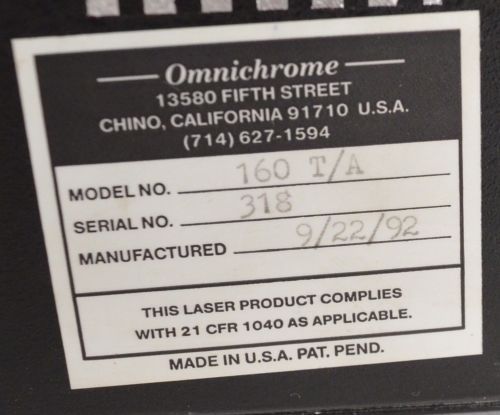 Omnichrome
13580 FIFTH STREET
CHINO, CALIFORNIA 91710 U.S.A.
(714) 627-1594
MODEL NO. 160 T/A
SERIAL NO. 318
MANUFACTURED 9/22/92
THIS LASER PRODUCT COMPLIES
WITH 21 CFR 1040 AS APPLICABLE.
MADE IN U.S.A. PAT. PEND.